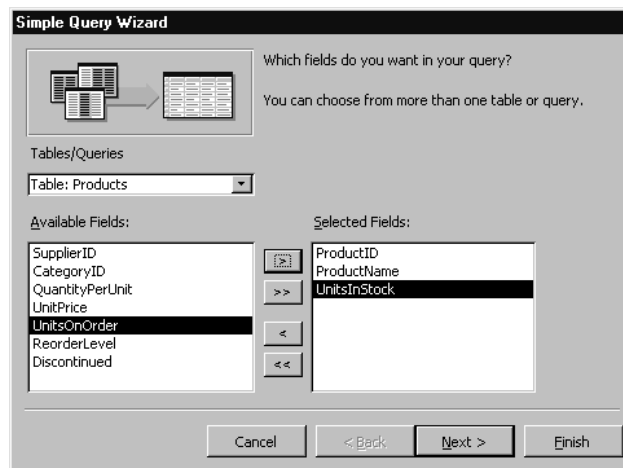 Simple Query Wizard
Which fields do you want in your query?
You can choose from more than one table or query.
Tables/Queries
Table: Products
Available Fields:
SupplierID
CategoryID
QuantityPerUnit
UnitPrice
UnitsOnOrder
ReorderLevel
Discontinued
>
>>
<
<<
Selected Fields:
ProductID
ProductName
UnitsInStock
Cancel
< Back
Next >
Finish